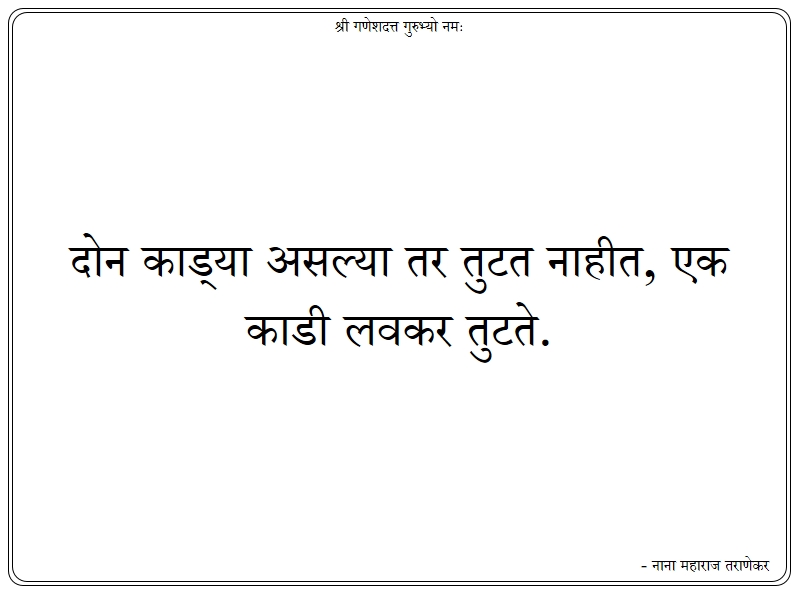 श्री गणेशदत्त गुरुभ्यो नमः
दोन काड्या असल्या तर तुटत नाहीत, एक
काडी लवकर तुटते.
- नाना महाराज तराणेकर